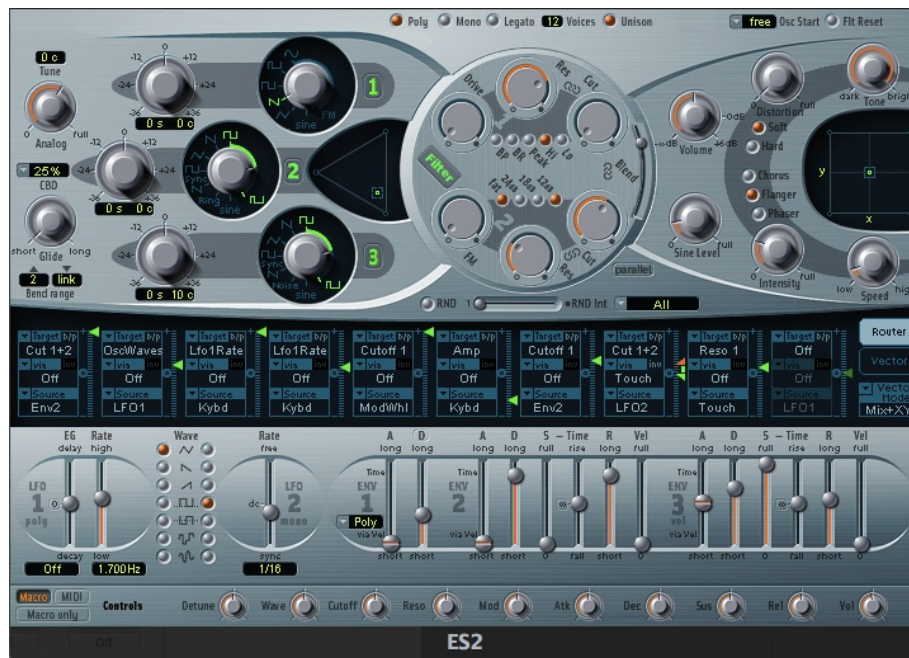 Poly Mono Legato 12 Voices Unison free Osc Start Flt Reset
0 c
Tune
0 full
Analog
25%
CBD
short long
Glide
2 link
Bend range
-36 -24 -12 0 +12 +24 +36
0 s 0 c
FM
sine
1
-36 -24 -12 0 +12 +24 +36
0 s 0 c
Sync
Ring
sine
2
-36 -24 -12 0 +12 +24 +36
0 s 10 c
Sync
Noise
sine
3
Drive Res Cut
1
BP BR Peak Hi Lo
Blend
Filter
fat 24dB 18dB 12dB
2
FM Res Cut
parallel
RND 1 RND Int All
-∞dB -0dB +6dB
Volume
0 full
Sine Level
0 full
Distortion
Soft
Hard
Chorus
Flanger
Phaser
0 full
Intensity
dark bright
Tone
y
x
low high
Speed
Target b/p Target b/p Target b/p Target b/p Target b/p Target b/p Target b/p Target b/p Target b/p Target b/p
Cut 1+2 OscWaves Lfo1Rate Lfo1Rate Cutoff 1 Amp Cutoff 1 Cut 1+2 Reso 1 Off
via inv via inv via inv via inv via inv via inv via inv via inv via inv via inv
Off Off Off Off Off Off Off Touch Off Off
Source Source Source Source Source Source Source Source Source Source
Env2 LFO1 Kybd Kybd ModWhl Kybd Env2 LFO2 Touch LFO1
Router
Vector
Vector
Mode
Mix+XY
EG Rate Wave Rate A D A D S – Time R Vel A D S – Time R Vel
delay high free long long long long full rise long full long long full rise long full
LFO
1
poly
0
decay low
Off 1.700Hz
dc
LFO
2
mono
sync
1/16
Time
ENV
1
Poly
via Vel
short short
Time
ENV
2
via Vel
short short 0 fall short 0
Time
ENV
3
vol
via Vel
short short 0 fall short 0
Macro MIDI
Macro only
Controls Detune Wave Cutoff Reso Mod Atk Dec Sus Rel Vol
Off
ES2